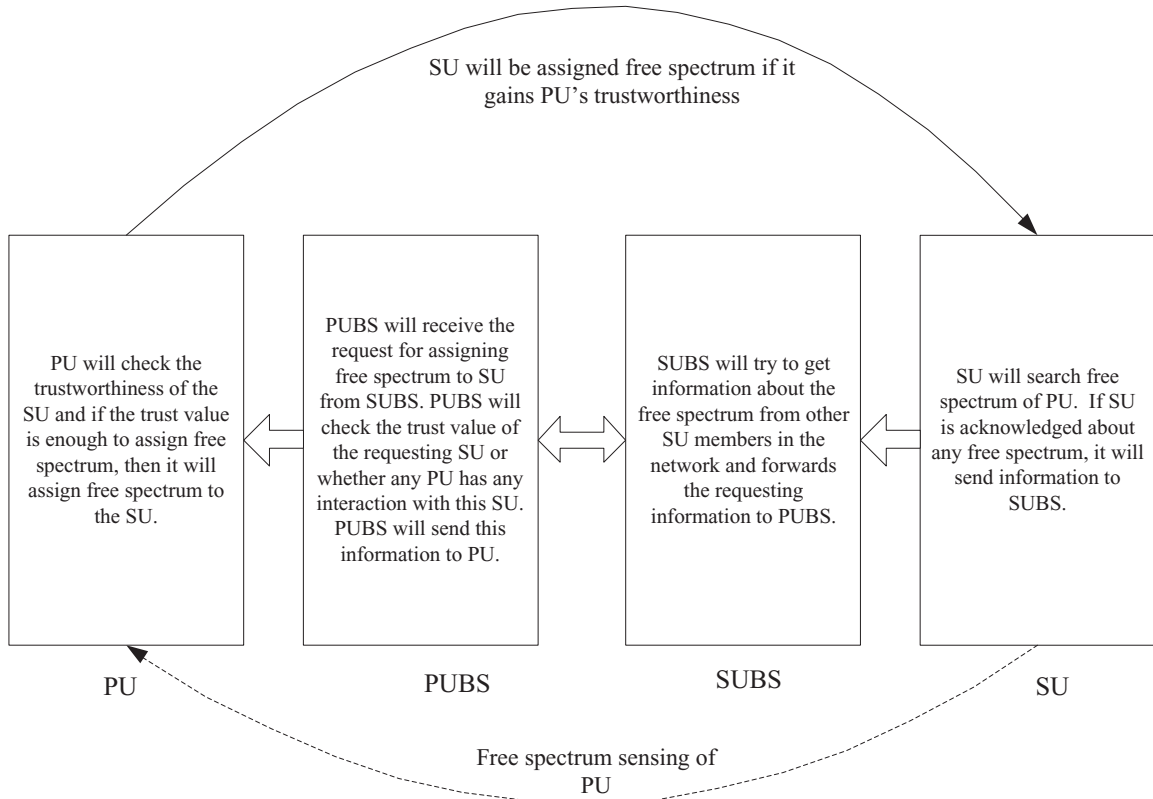 SU will be assigned free spectrum if it
gains PU’s trustworthiness
PU will check the
trustworthiness of the
SU and if the trust value
is enough to assign free
spectrum, then it will
assign free spectrum to
the SU.
PUBS will receive the
request for assigning
free spectrum to SU
from SUBS. PUBS will
check the trust value of
the requesting SU or
whether any PU has any
interaction with this SU.
PUBS will send this
information to PU.
SUBS will try to get
information about the
free spectrum from other
SU members in the
network and forwards
the requesting
information to PUBS.
SU will search free
spectrum of PU.  If SU
is acknowledged about
any free spectrum, it will
send information to
SUBS.
PU
PUBS
SUBS
SU
Free spectrum sensing of
PU